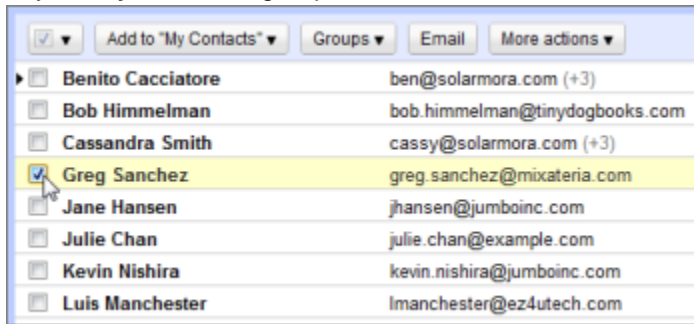 Add to "My Contacts" Groups Email More actions
Benito Cacciatore ben@solarmora.com (+3)
Bob Himmelman bob.himmelman@tinydogbooks.com
Cassandra Smith cassy@solarmora.com (+3)
Greg Sanchez greg.sanchez@mixateria.com
Jane Hansen jhansen@jumboinc.com
Julie Chan julie.chan@example.com
Kevin Nishira kevin.nishira@jumboinc.com
Luis Manchester lmanchester@ez4utech.com